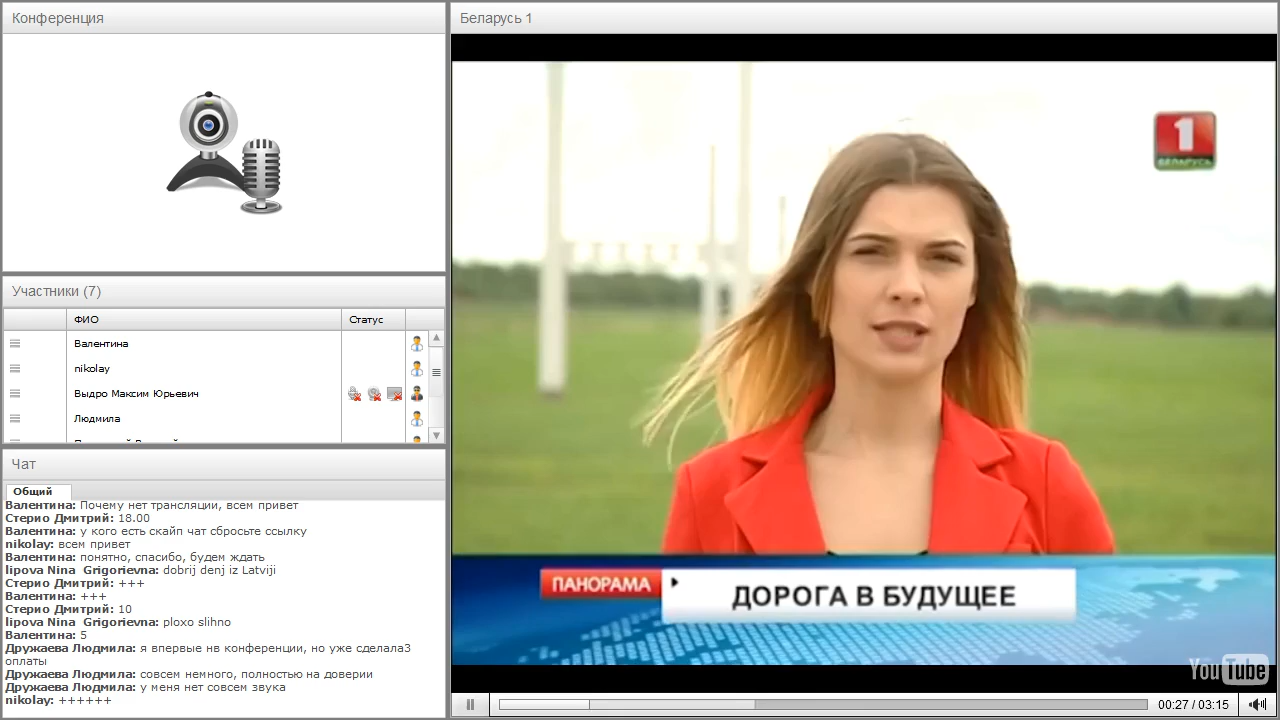 Конференция
Участники (7)
ФИО
Статус
Валентина
nikolay
Выдро Максим Юрьевич
Людмила
Чат
Общий
Валентина: Почему нет трансляции, всем привет
Стерио Дмитрий: 18.00
Валентина: у кого есть скайп чат сбросьте ссылку
nikolay: всем привет
Валентина: понятно, спасибо, будем ждать
lipova Nina Grigorievna: dobrij denj iz Latviji
Стерио Дмитрий: +++
Валентина: +++
Стерио Дмитрий: 10
lipova Nina Grigorievna: ploxo slihno
Валентина: 5
Дружаева Людмила: я впервые нв конференции, но уже сделала3
оплаты
Дружаева Людмила: совсем немного, полностью на доверии
Дружаева Людмила: у меня нет совсем звука
nikolay: ++++++
Беларусь 1
1
БЕЛАРУСЬ
ПАНОРАМА
ДОРОГА В БУДУЩЕЕ
YouTube
00:27 / 03:15